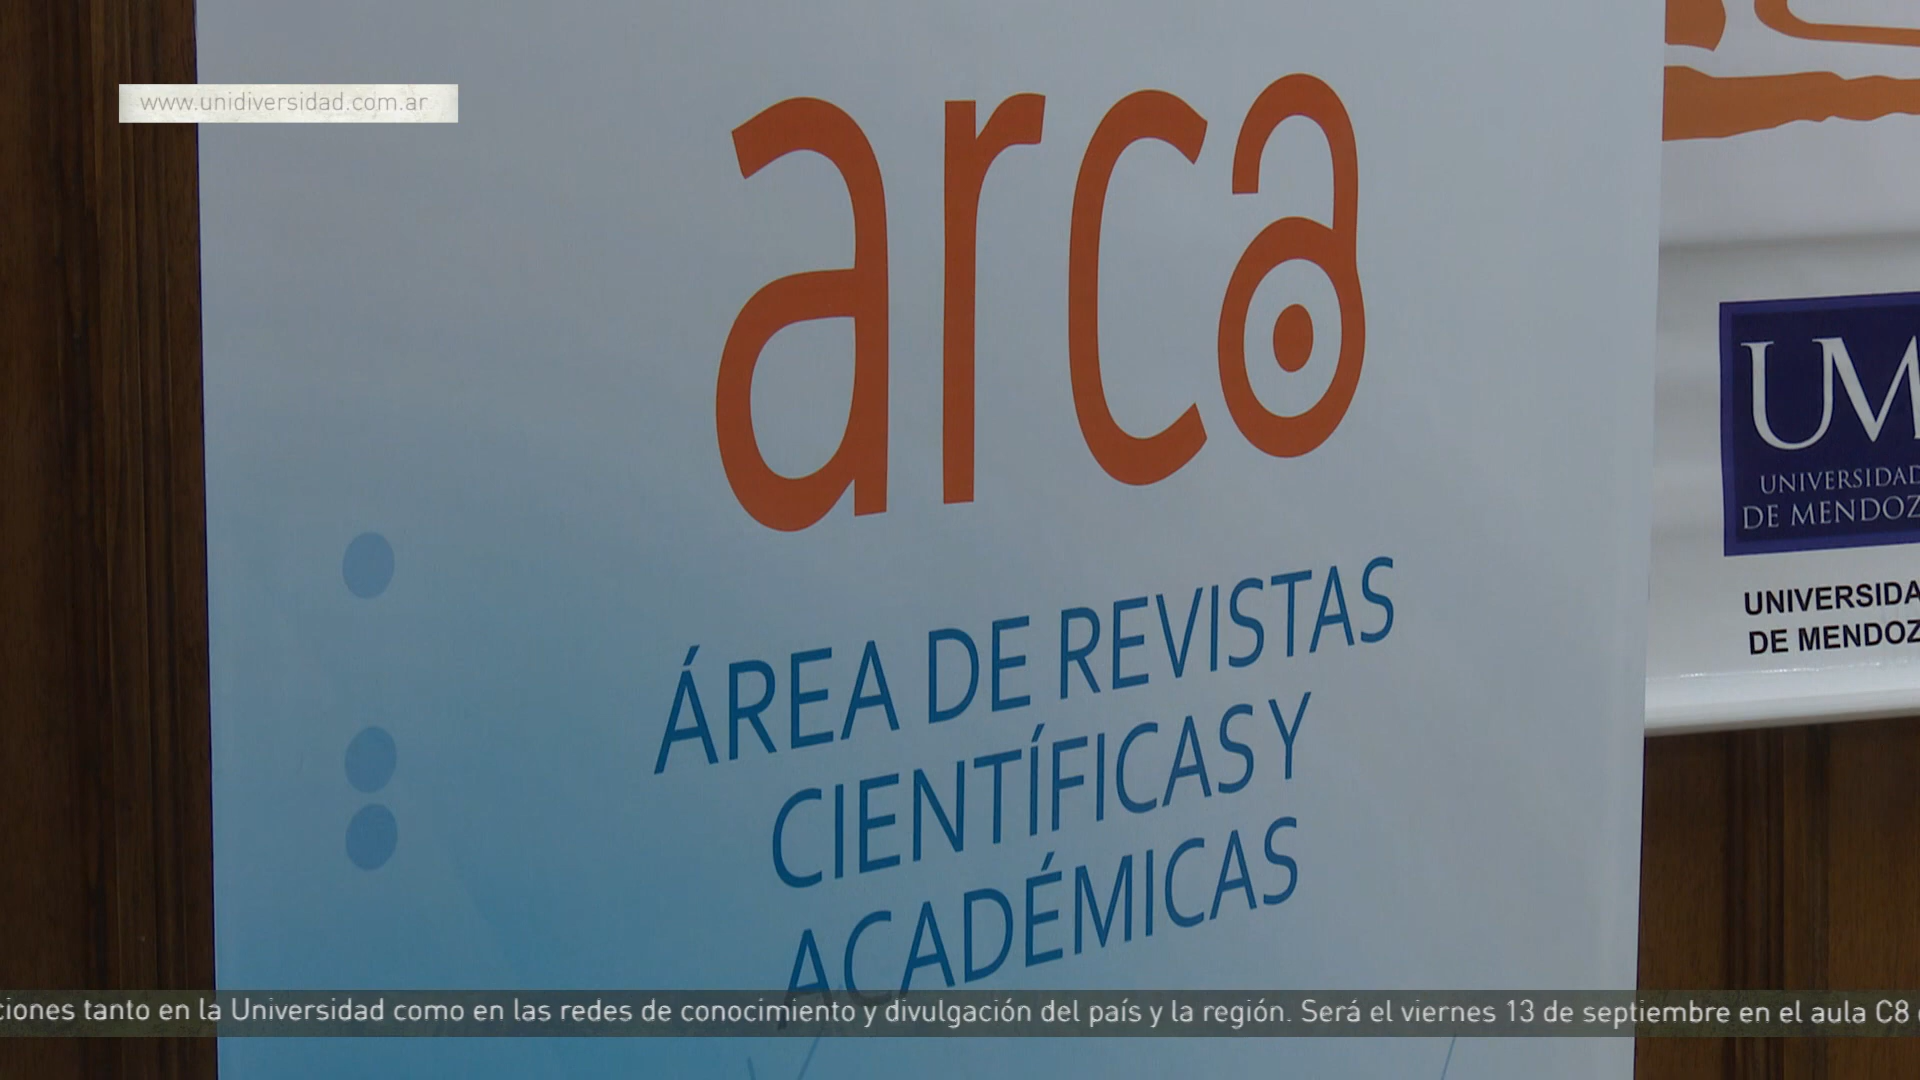 www.unidiversidad.com.ar
arca
ÁREA DE REVISTAS
CIENTÍFICAS Y
ACADÉMICAS
UM
UNIVERSIDAD
DE MENDOZ
UNIVERSIDA
DE MENDOZ
ciones tanto en la Universidad como en las redes de conocimiento y divulgación del país y la región. Será el viernes 13 de septiembre en el aula C8